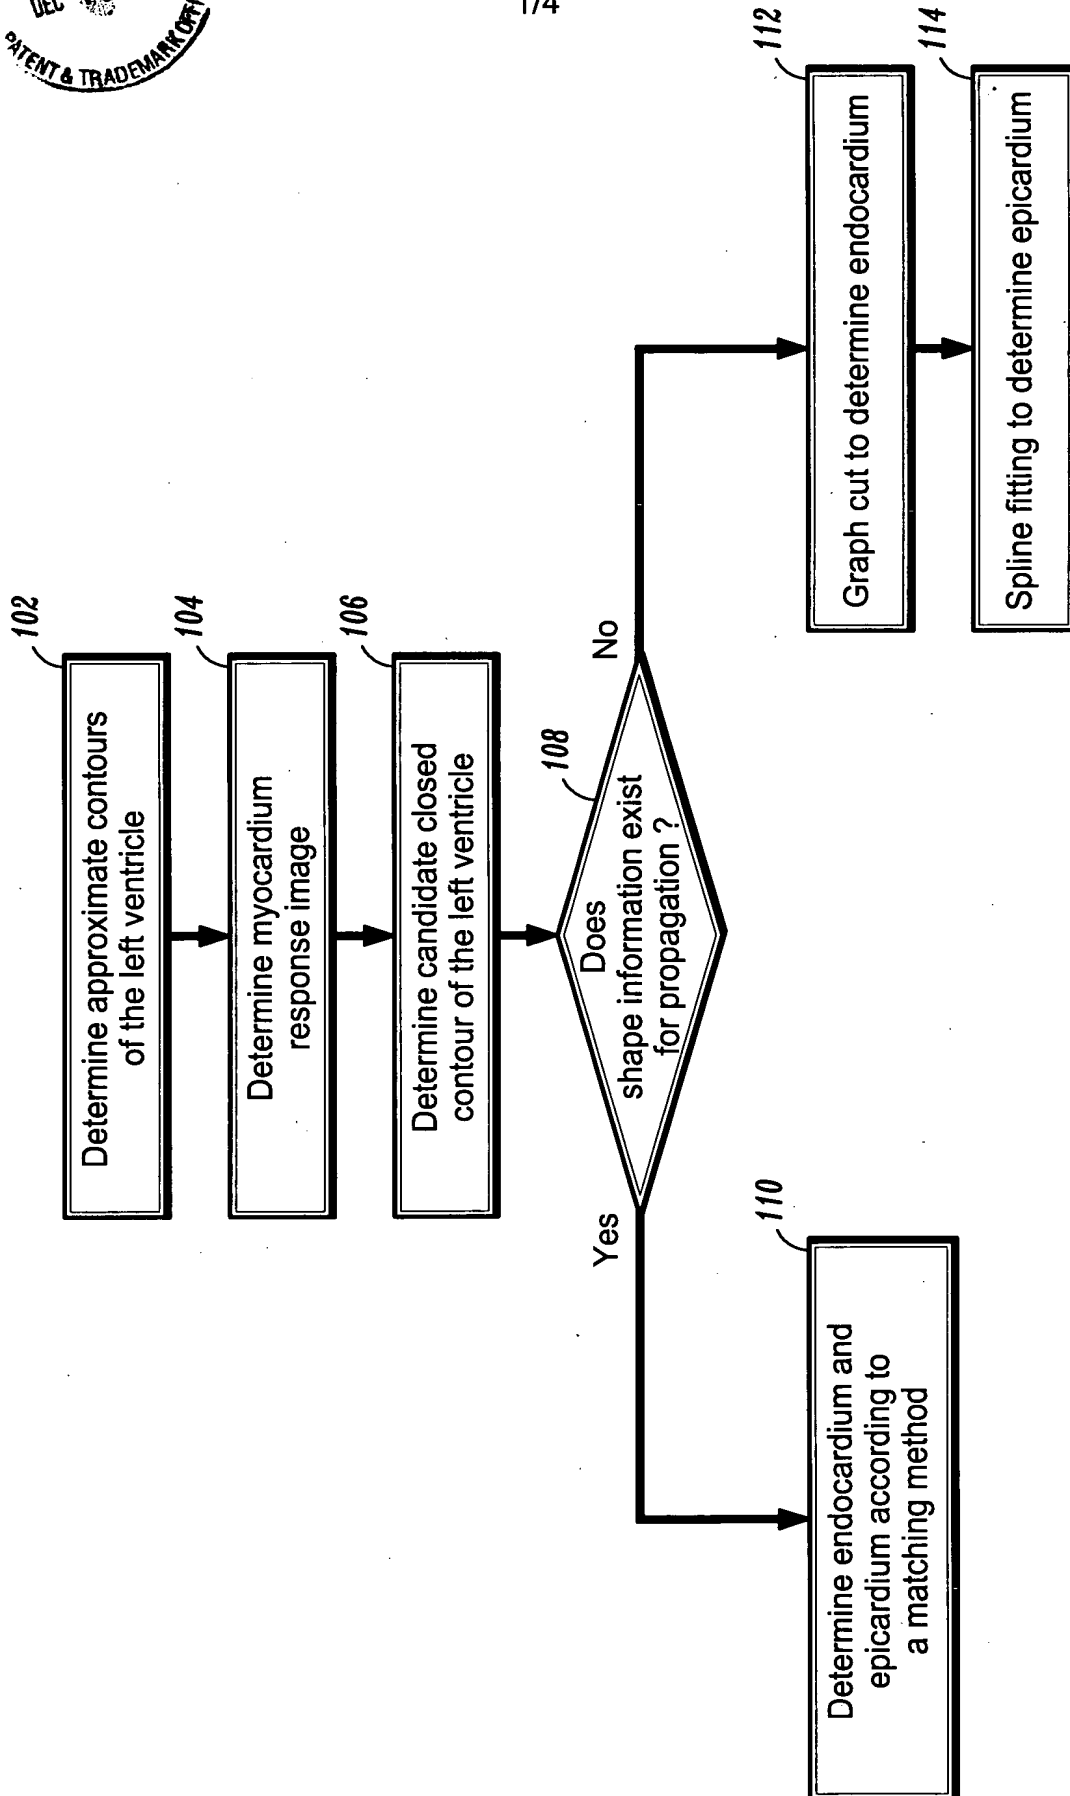 DEC
PATENT & TRADEMARK OFF
1/4
102
Determine approximate contours
of the left ventricle
104
Determine myocardium
response image
106
Determine candidate closed
contour of the left ventricle
108
Does
shape information exist
for propagation ?
Yes
No
110
Determine endocardium and
epicardium according to
a matching method
112
Graph cut to determine endocardium
114
Spline fitting to determine epicardium